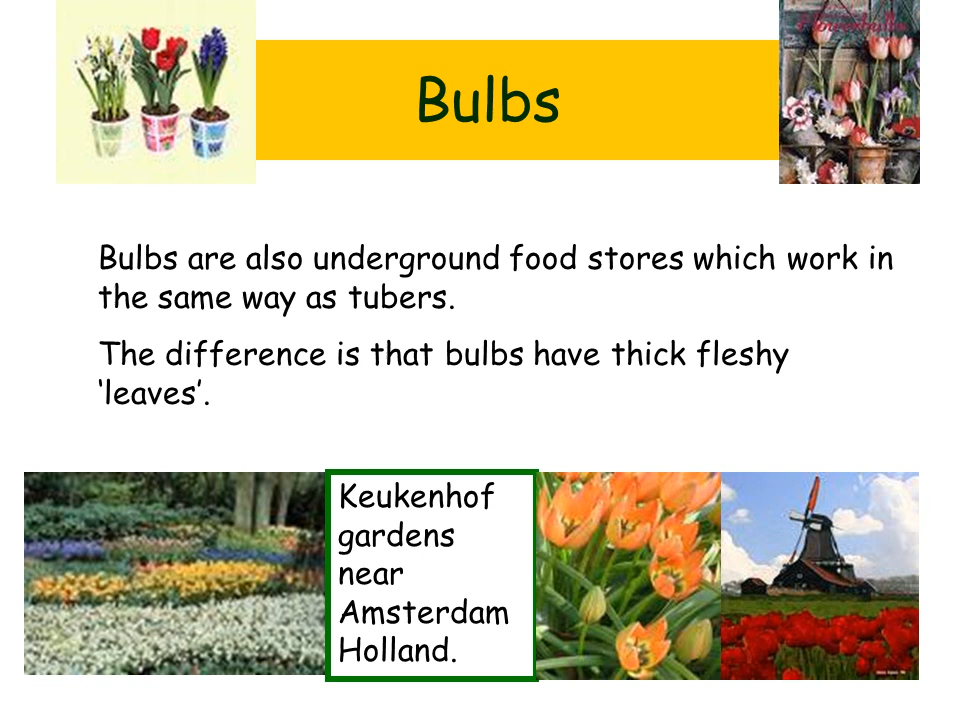 Bulbs
Bulbs are also underground food stores which work in
the same way as tubers.
The difference is that bulbs have thick fleshy
‘leaves’.
Keukenhof
gardens
near
Amsterdam
Holland.